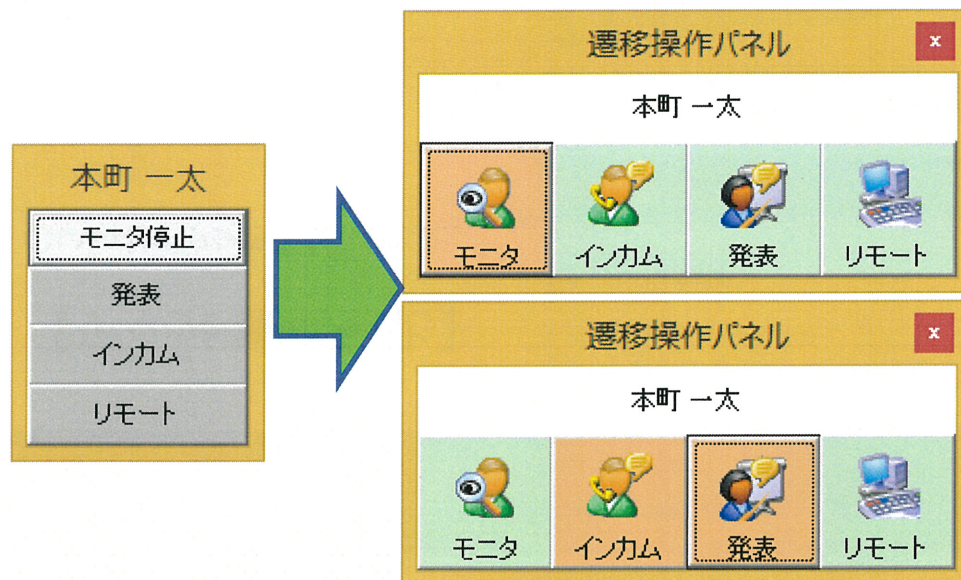 本町 一太
モニタ停止
発表
インカム
リモート
遷移操作パネル
x
本町 一太
モニタ
インカム
発表
リモート
遷移操作パネル
x
本町 一太
モニタ
インカム
発表
リモート